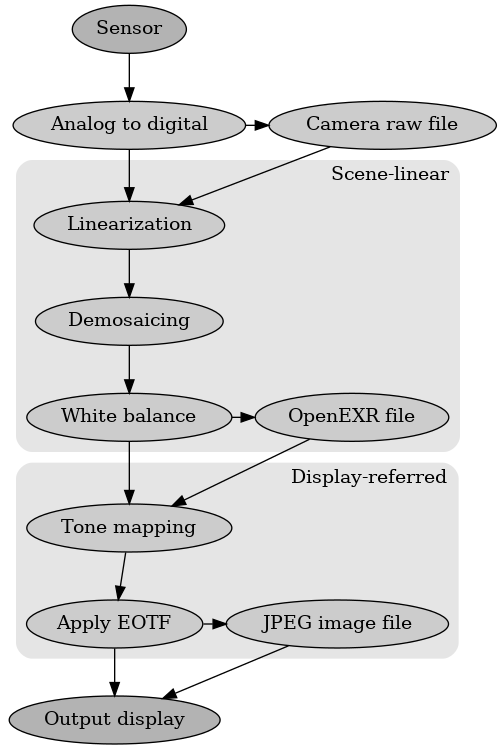 Sensor
Analog to digital
Camera raw file
Scene-linear
Linearization
Demosaicing
White balance
OpenEXR file
Display-referred
Tone mapping
Apply EOTF
JPEG image file
Output display